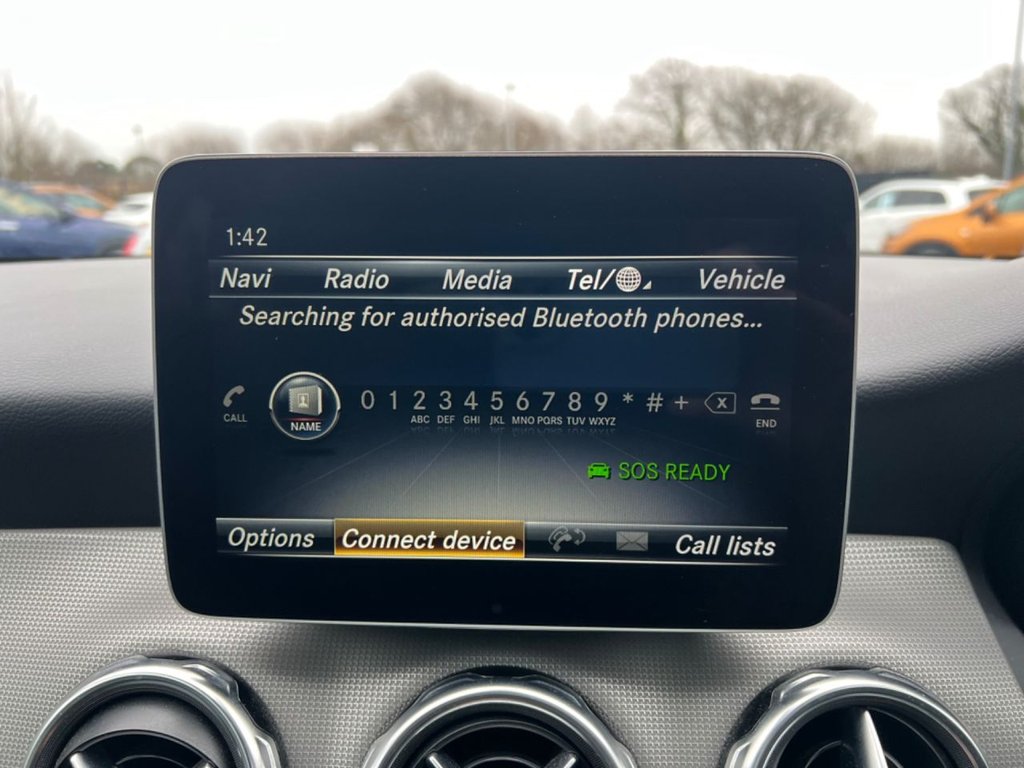 1:42
Navi Radio Media Tel/ Vehicle
Searching for authorised Bluetooth phones...
CALL NAME 0 1 2 3 4 5 6 7 8 9 * # + X END
ABC DEF GHI JKL MNO PQRS TUV WXYZ
SOS READY
Options Connect device Call lists